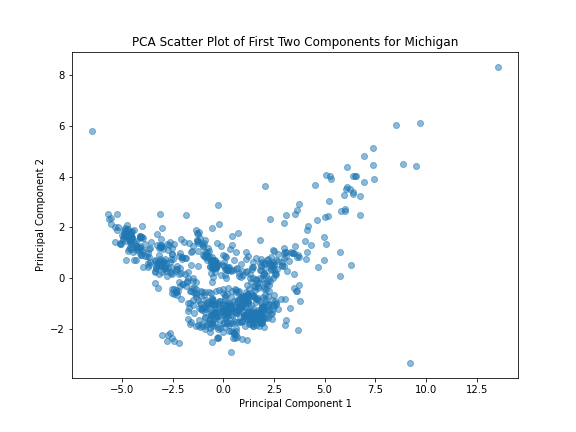 PCA Scatter Plot of First Two Components for Michigan
8
6
4
2
0
−2
Principal Component 2
−5.0 −2.5 0.0 2.5 5.0 7.5 10.0 12.5
Principal Component 1